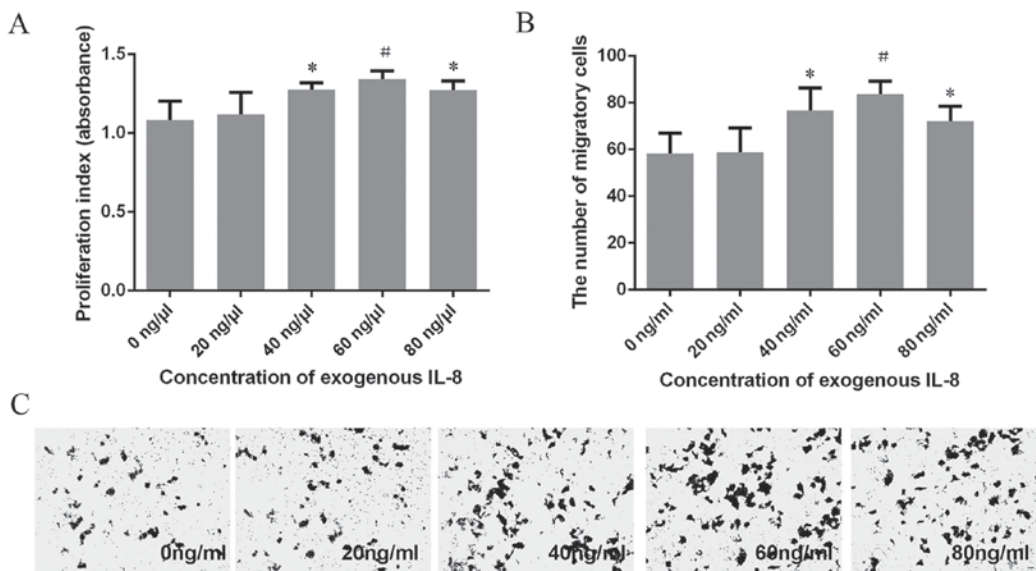 A
Proliferation index (absorbance)
1.5
1.0
0.5
0.0
*
#
*
0 ng/μl
20 ng/μl
40 ng/μl
60 ng/μl
80 ng/μl
Concentration of exogenous IL-8
B
The number of migratory cells
100
80
60
40
20
0
*
#
*
0 ng/ml
20 ng/ml
40 ng/ml
60 ng/ml
80 ng/ml
Concentration of exogenous IL-8
C
0ng/ml
20ng/ml
40ng/ml
60ng/ml
80ng/ml